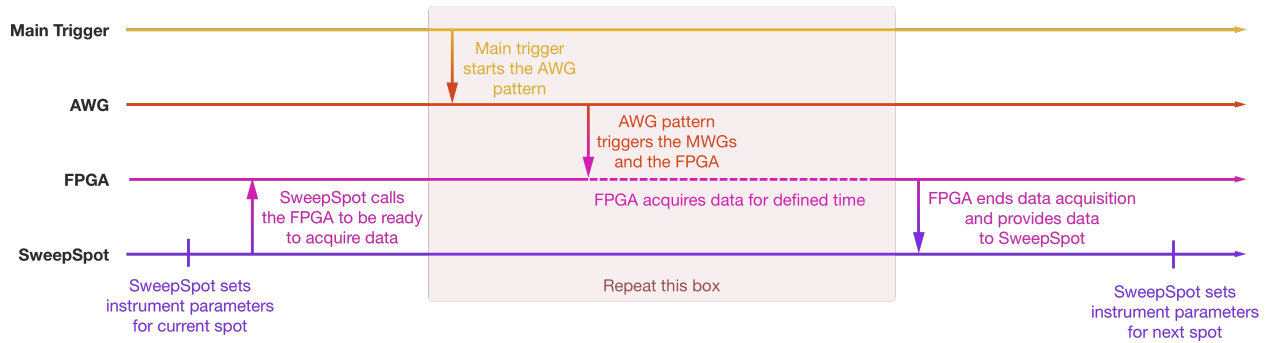 Main Trigger
Main trigger
starts the AWG
pattern
AWG
AWG pattern
triggers the MWGs
and the FPGA
FPGA
SweepSpot calls
the FPGA to be ready
to acquire data
FPGA acquires data for defined time
FPGA ends data acquisition
and provides data
to SweepSpot
SweepSpot
SweepSpot sets
instrument parameters
for current spot
Repeat this box
SweepSpot sets
instrument parameters
for next spot